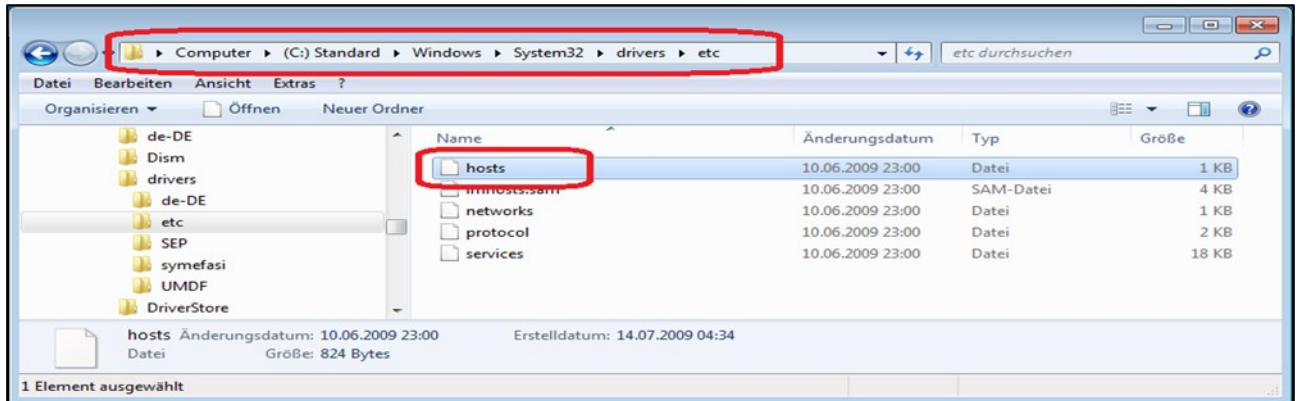 Computer ▸ (C:) Standard ▸ Windows ▸ System32 ▸ drivers ▸ etc etc durchsuchen
Datei Bearbeiten Ansicht Extras ?
Organisieren Öffnen Neuer Ordner
de-DE
Dism
drivers
de-DE
etc
SEP
symefasi
UMDF
DriverStore
Name Änderungsdatum Typ Größe
hosts 10.06.2009 23:00 Datei 1 KB
lmhosts.sam 10.06.2009 23:00 SAM-Datei 4 KB
networks 10.06.2009 23:00 Datei 1 KB
protocol 10.06.2009 23:00 Datei 2 KB
services 10.06.2009 23:00 Datei 18 KB
hosts Änderungsdatum: 10.06.2009 23:00 Erstelldatum: 14.07.2009 04:34
Datei Größe: 824 Bytes
1 Element ausgewählt